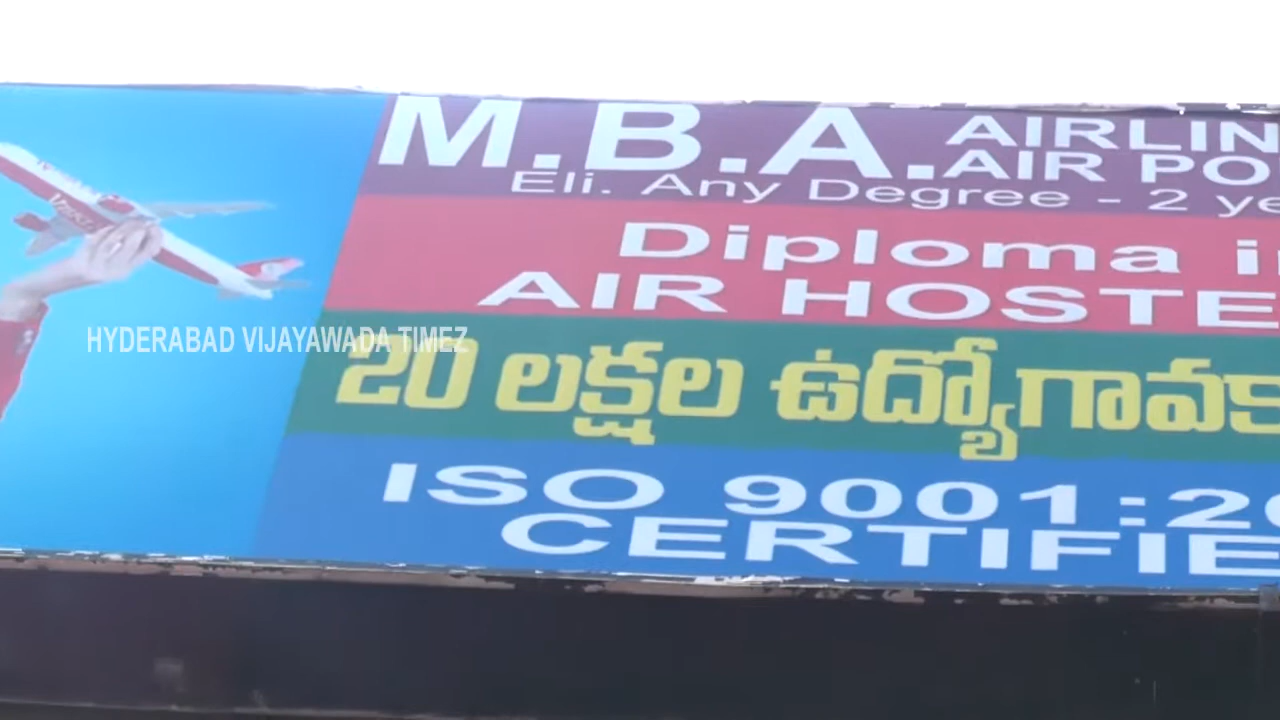 M.B.A. AIRLIN
AIR PO
Eli. Any Degree - 2 ye
Diploma i
AIR HOSTE
20 లక్షల ఉద్యోగావక
ISO 9001:20
CERTIFIE
HYDERABAD VIJAYAWADA TIMEZ